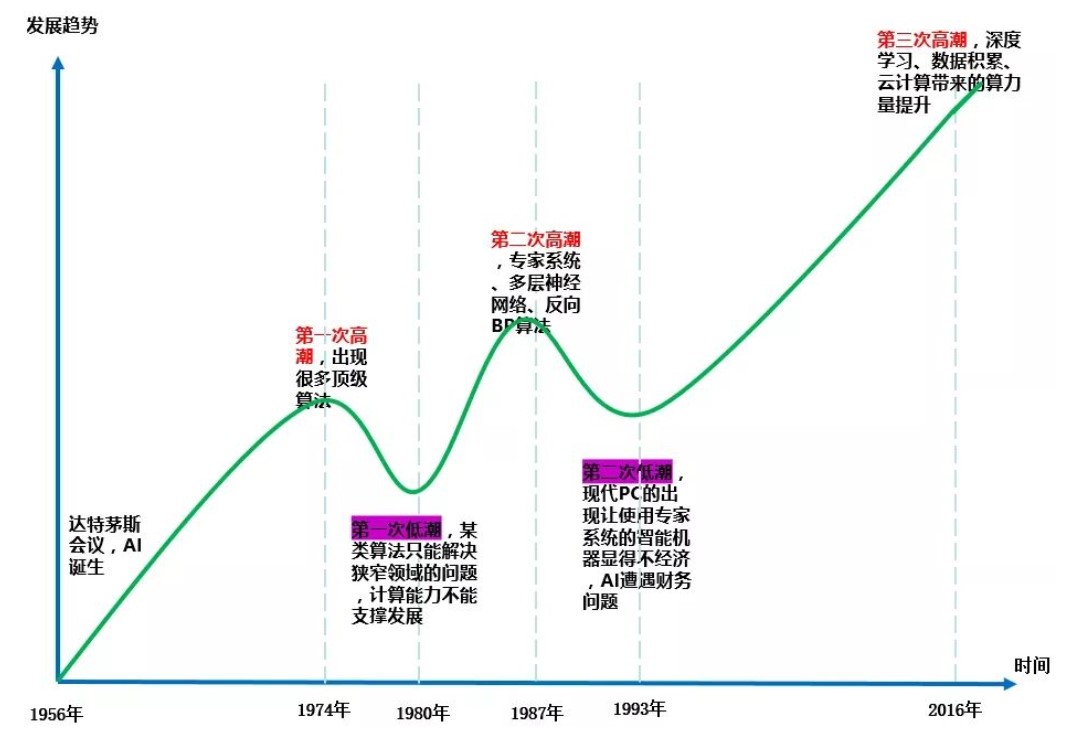 发展趋势
第三次高潮，深度
学习、数据积累、
云计算带来的算力
量提升
第二次高潮
，专家系统
、多层神经
网络、反向
BP算法
第一次高
潮，出现
很多顶级
算法
达特茅斯
会议，AI
诞生
第一次低潮，某
类算法只能解决
狭窄领域的问题
，计算能力不能
支撑发展
第二次低潮，
现代PC的出
现让使用专家
系统的智能机
器显得不经济
，AI遭遇财务
问题
时间
1956年
1974年
1980年
1987年
1993年
2016年